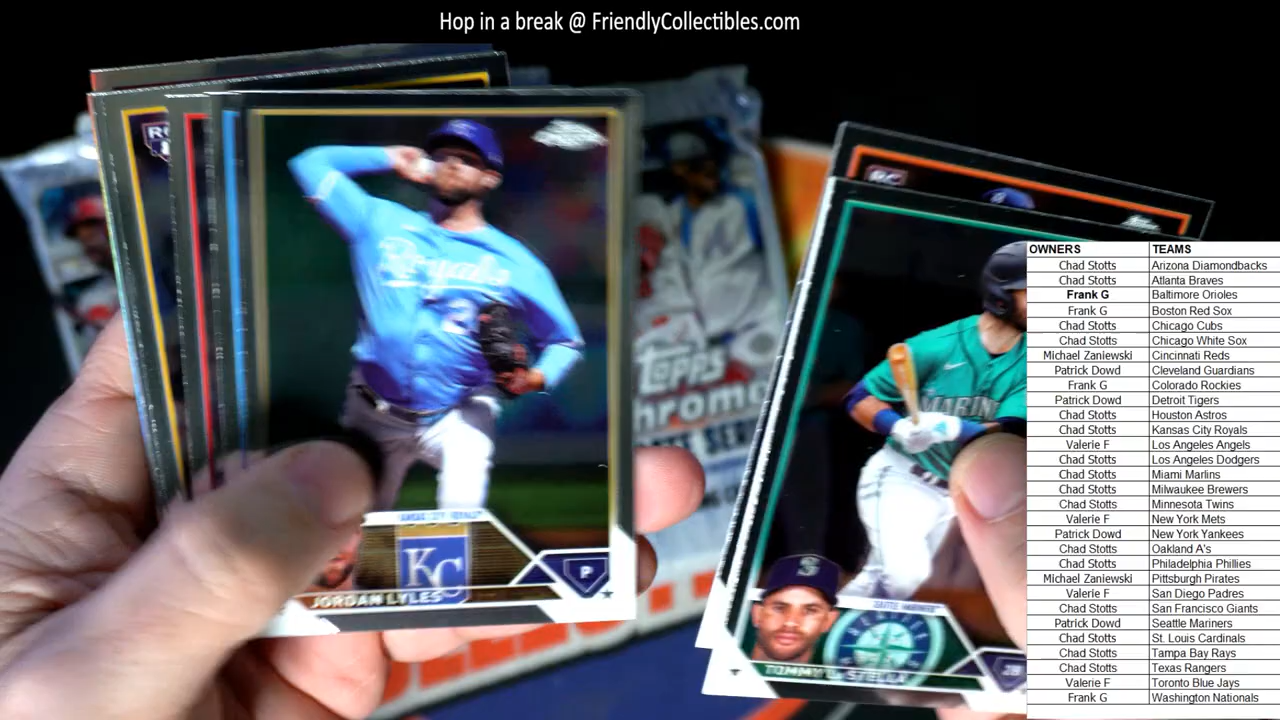 Hop in a break @ FriendlyCollectibles.com
RC
Royals
KC
P
JORDAN LYLES
TOPPS
RC
MARIN
S
TOMMY
STELLA
OWNERS TEAMS
Chad Stotts Arizona Diamondbacks
Chad Stotts Atlanta Braves
Frank G Baltimore Orioles
Frank G Boston Red Sox
Chad Stotts Chicago Cubs
Chad Stotts Chicago White Sox
Michael Zaniewski Cincinnati Reds
Patrick Dowd Cleveland Guardians
Frank G Colorado Rockies
Patrick Dowd Detroit Tigers
Chad Stotts Houston Astros
Chad Stotts Kansas City Royals
Valerie F Los Angeles Angels
Chad Stotts Los Angeles Dodgers
Chad Stotts Miami Marlins
Chad Stotts Milwaukee Brewers
Chad Stotts Minnesota Twins
Valerie F New York Mets
Patrick Dowd New York Yankees
Chad Stotts Oakland A's
Chad Stotts Philadelphia Phillies
Michael Zaniewski Pittsburgh Pirates
Valerie F San Diego Padres
Chad Stotts San Francisco Giants
Patrick Dowd Seattle Mariners
Chad Stotts St. Louis Cardinals
Chad Stotts Tampa Bay Rays
Chad Stotts Texas Rangers
Valerie F Toronto Blue Jays
Frank G Washington Nationals